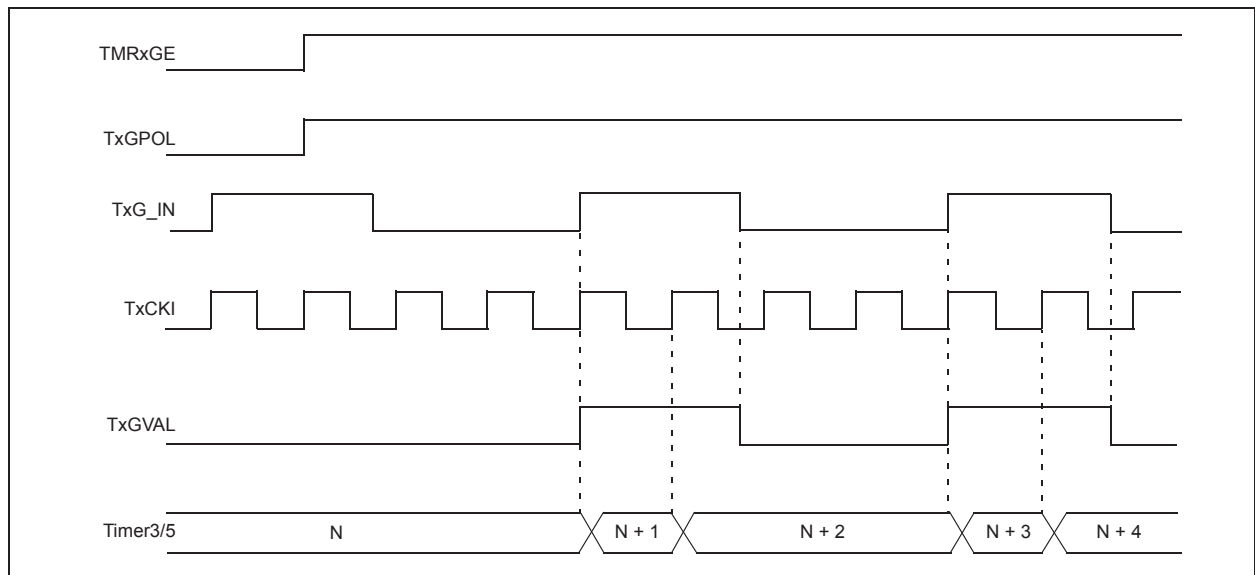 TMRxGE
TxGPOL
TxG_IN
TxCKI
TxGVAL
Timer3/5 N N + 1 N + 2 N + 3 N + 4